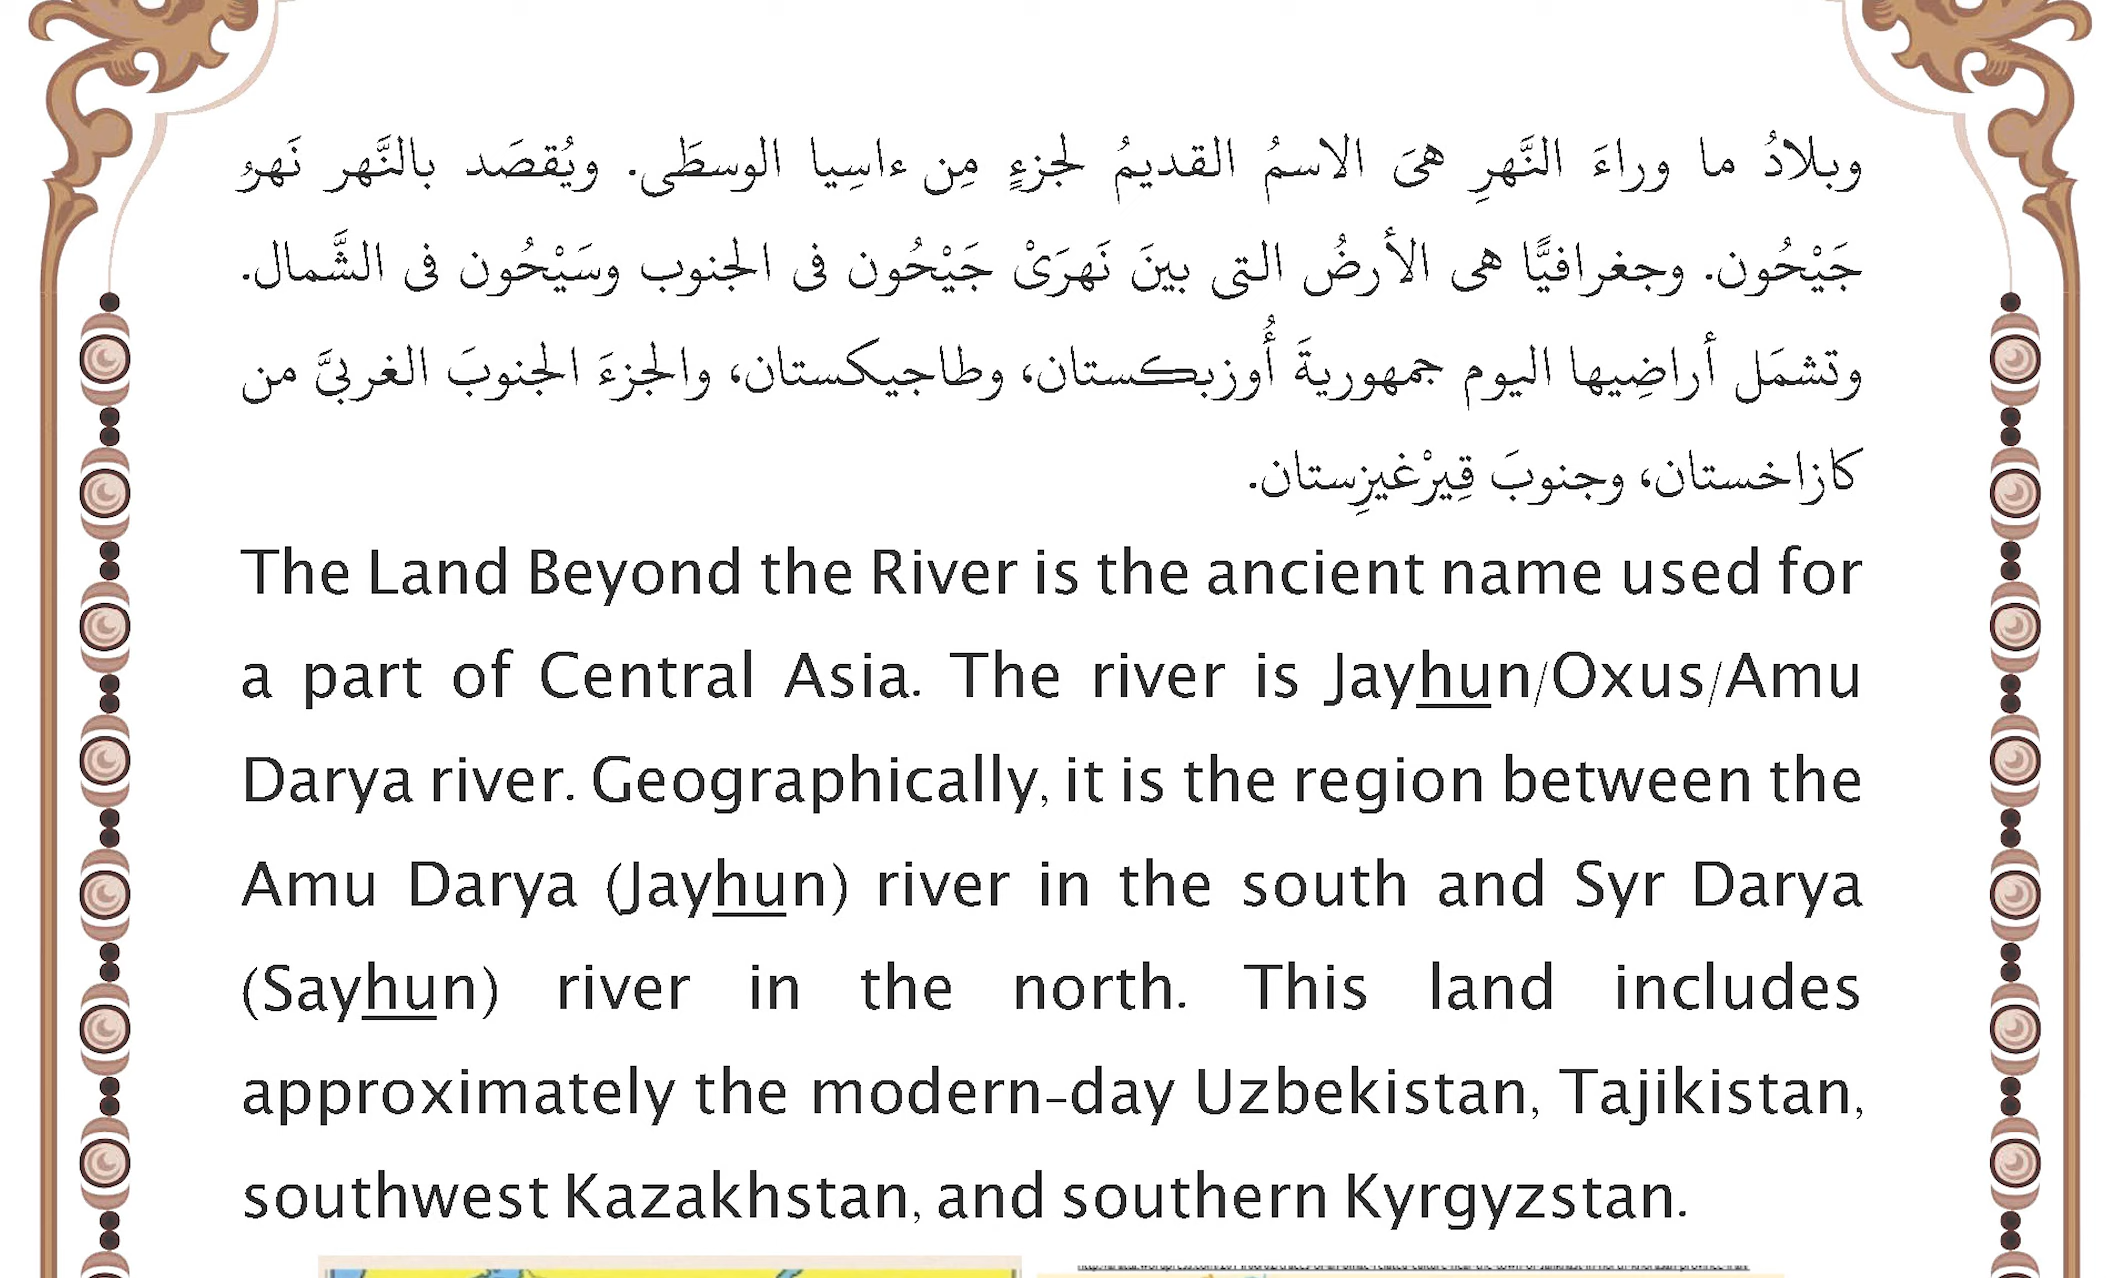 وبلادُ ما وراءَ النَّهرِ هىَ الاسمُ القديمُ لجزءٍ مِن ءاسِيا الوسطَى. ويُقصَد بالنَّهر نَهرُ
جَيْحُون. وجغرافيًّا هى الأرضُ التى بينَ نَهرَىْ جَيْحُون فى الجنوب وسَيْحُون فى الشَّمال.
وتشمَل أراضِيها اليوم جمهوريةَ أُوزبكستان، وطاجيكستان، والجزءَ الجنوبَ الغربىَّ من
كازاخستان، وجنوبَ قِيرْغيزِستان.
The Land Beyond the River is the ancient name used for
a part of Central Asia. The river is Jayhun/Oxus/Amu
Darya river. Geographically, it is the region between the
Amu Darya (Jayhun) river in the south and Syr Darya
(Sayhun) river in the north. This land includes
approximately the modern-day Uzbekistan, Tajikistan,
southwest Kazakhstan, and southern Kyrgyzstan.